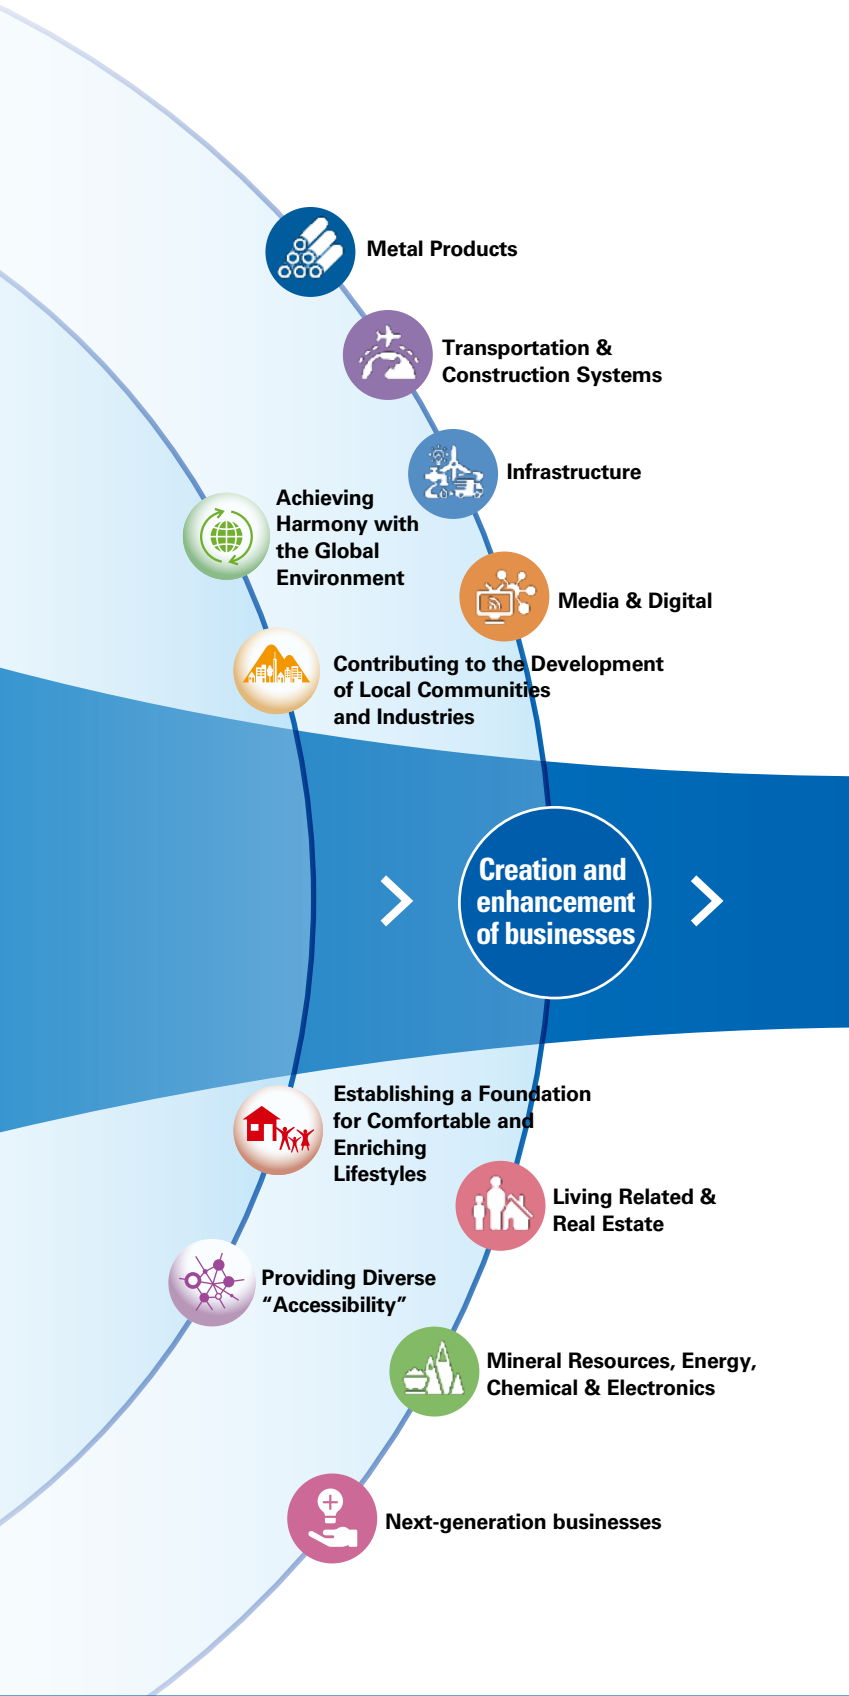 Metal Products
Transportation &
Construction Systems
Infrastructure
Achieving
Harmony with
the Global
Environment
Media & Digital
Contributing to the Development
of Local Communities
and Industries
Creation and
enhancement
of businesses
Establishing a Foundation
for Comfortable and
Enriching
Lifestyles
Living Related &
Real Estate
Providing Diverse
“Accessibility”
Mineral Resources, Energy,
Chemical & Electronics
Next-generation businesses